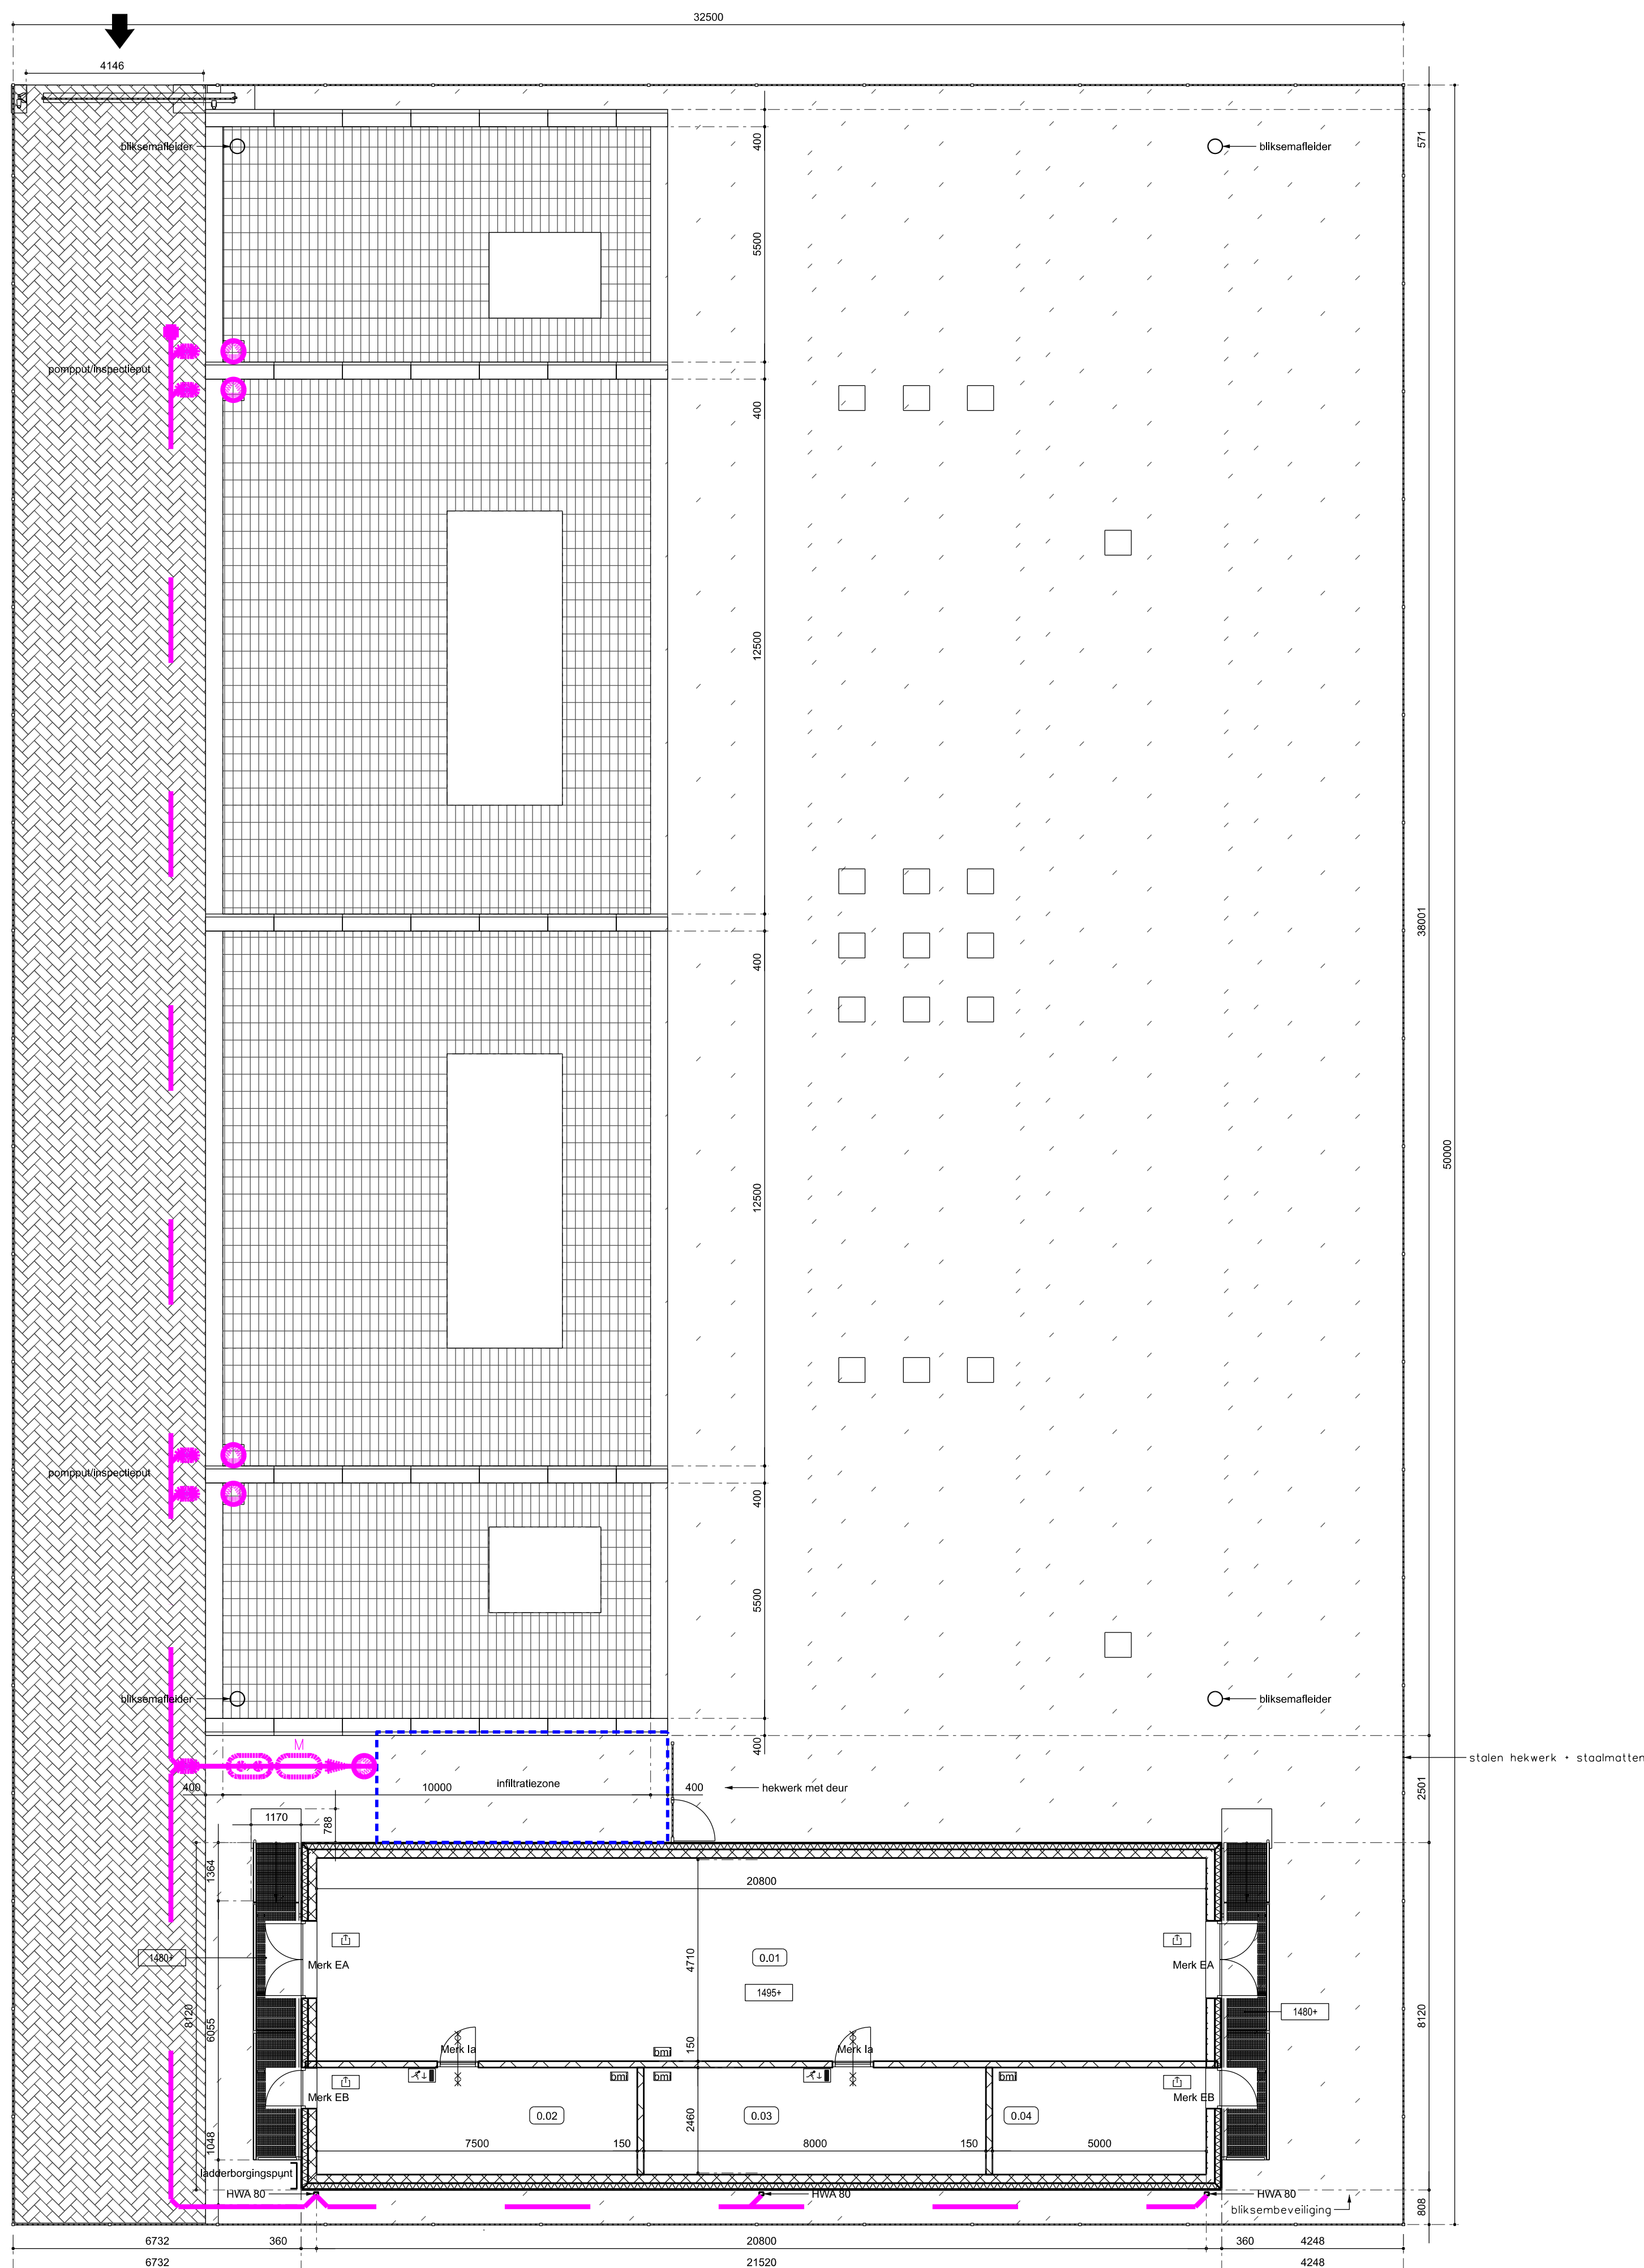 32500
4146
bliksemafleider
bliksemafleider
400
571
5500
pompput/inspectieput
400
12500
38001
400
50000
12500
pompput/inspectieput
400
5500
bliksemafleider
bliksemafleider
400
M
stalen hekwerk + staalmatten
infiltratiezone
400
10000
400
hekwerk met deur
2501
1170
788
1364
20800
1480+
Merk EA
4710
0.01
1495+
Merk EA
1480+
8120
6055
8120
Merk Ia
150
bmi
Merk Ia
bmi
bmi
bmi
Merk EB
Merk EB
0.02
0.03
0.04
2460
1048
7500
150
8000
150
5000
ladderborgingspunt
HWA 80
HWA 80
HWA 80
bliksembeveiliging
808
6732
360
20800
360
4248
6732
21520
4248